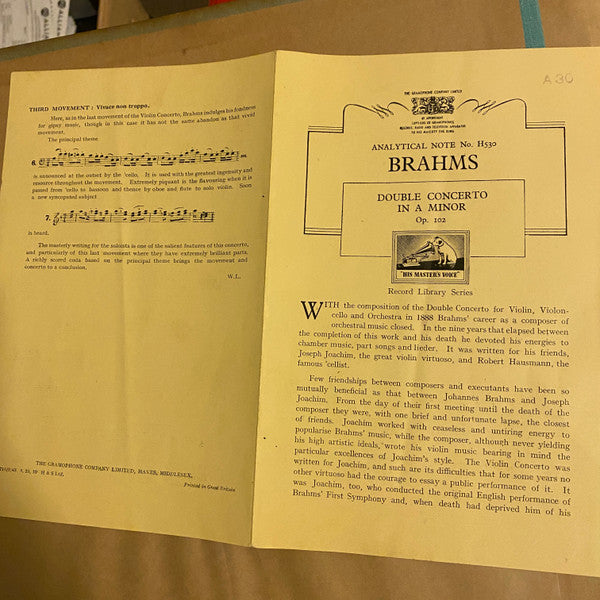 THIRD MOVEMENT: Vivace non troppo.
Here, as in the last movement of the Violin Concerto, Brahms indulges his fondness
for gipsy music, though in this case it has not the same abandon as that vivid
movement.
The principal theme
6.
is announced at the outset by the 'cello. It is used with the greatest ingenuity and
resource throughout the movement. Extremely piquant is the flavouring when it is
passed from 'cello to bassoon and thence by oboe and flute to solo violin. Soon
a new syncopated subject
7.
is heard.
The masterly writing for the soloists is one of the salient features of this concerto,
and particularly of this last movement where they have extremely brilliant parts.
A richly scored coda based on the principal theme brings the movement and
concerto to a conclusion.
W.L.
THE GRAMOPHONE COMPANY LIMITED, HAYES, MIDDLESEX.
Printed in Great Britain
A 30
THE GRAMOPHONE COMPANY LIMITED
BY APPOINTMENT
SUPPLIERS OF GRAMOPHONES,
RECORDS, RADIO AND TELEVISION APPARATUS
TO HIS MAJESTY THE KING
ANALYTICAL NOTE No. H530
BRAHMS
DOUBLE CONCERTO
IN A MINOR
Op. 102
"HIS MASTER'S VOICE"
Record Library Series
WITH the composition of the Double Concerto for Violin, Violon-
cello and Orchestra in 1888 Brahms' career as a composer of
orchestral music closed. In the nine years that elapsed between
the completion of this work and his death he devoted his energies to
chamber music, part songs and lieder. It was written for his friends,
Joseph Joachim, the great violin virtuoso, and Robert Hausmann, the
famous 'cellist.
Few friendships between composers and executants have been so
mutually beneficial as that between Johannes Brahms and Joseph
Joachim. From the day of their first meeting until the death of the
composer they were, with one brief and unfortunate lapse, the closest
of friends. Joachim worked with ceaseless and untiring energy to
popularise Brahms' music, while the composer, although never yielding
his high artistic ideals, wrote his violin music bearing in mind the
particular excellences of Joachim's style. The Violin Concerto was
written for Joachim, and such are its difficulties that for some years no
other virtuoso had the courage to essay a public performance of it. It
was Joachim, too, who conducted the original English performance of
Brahms' First Symphony and, when death had deprived him of his